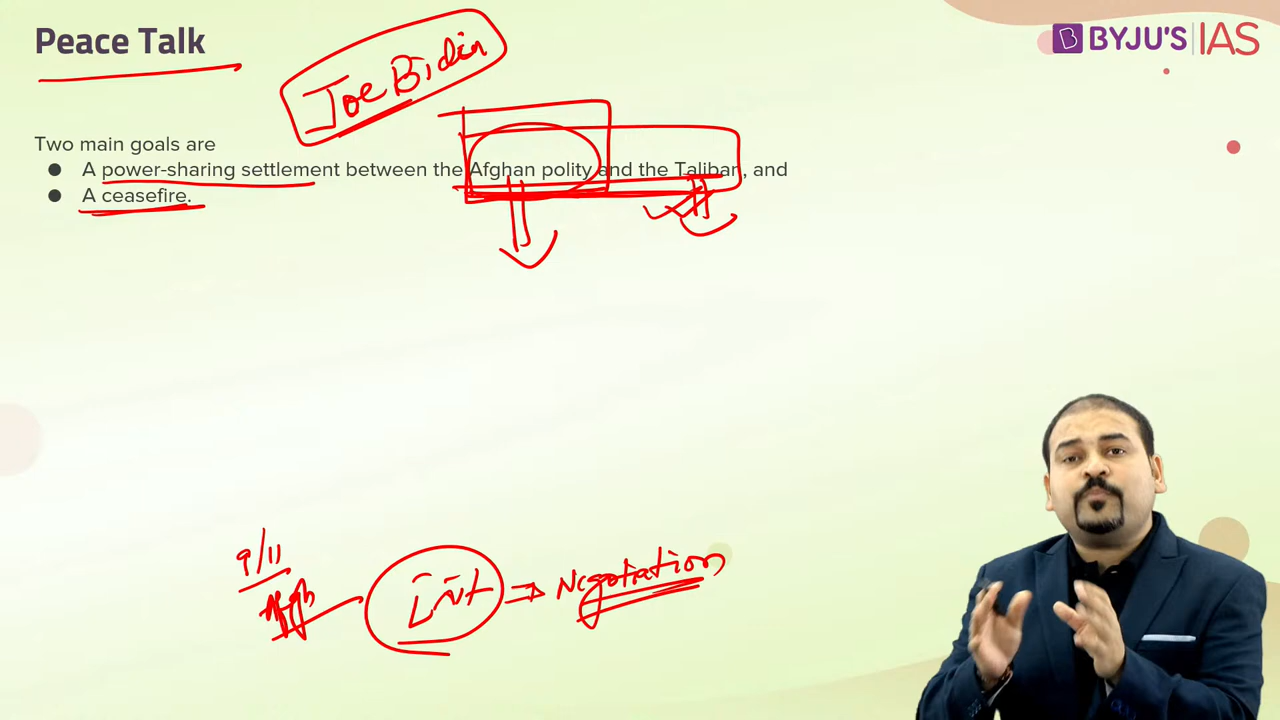 Peace Talk
BYJU'S IAS
Joe Bidin
Two main goals are
● A power-sharing settlement between the Afghan polity and the Taliban, and
● A ceasefire.
9/11
Negotiation